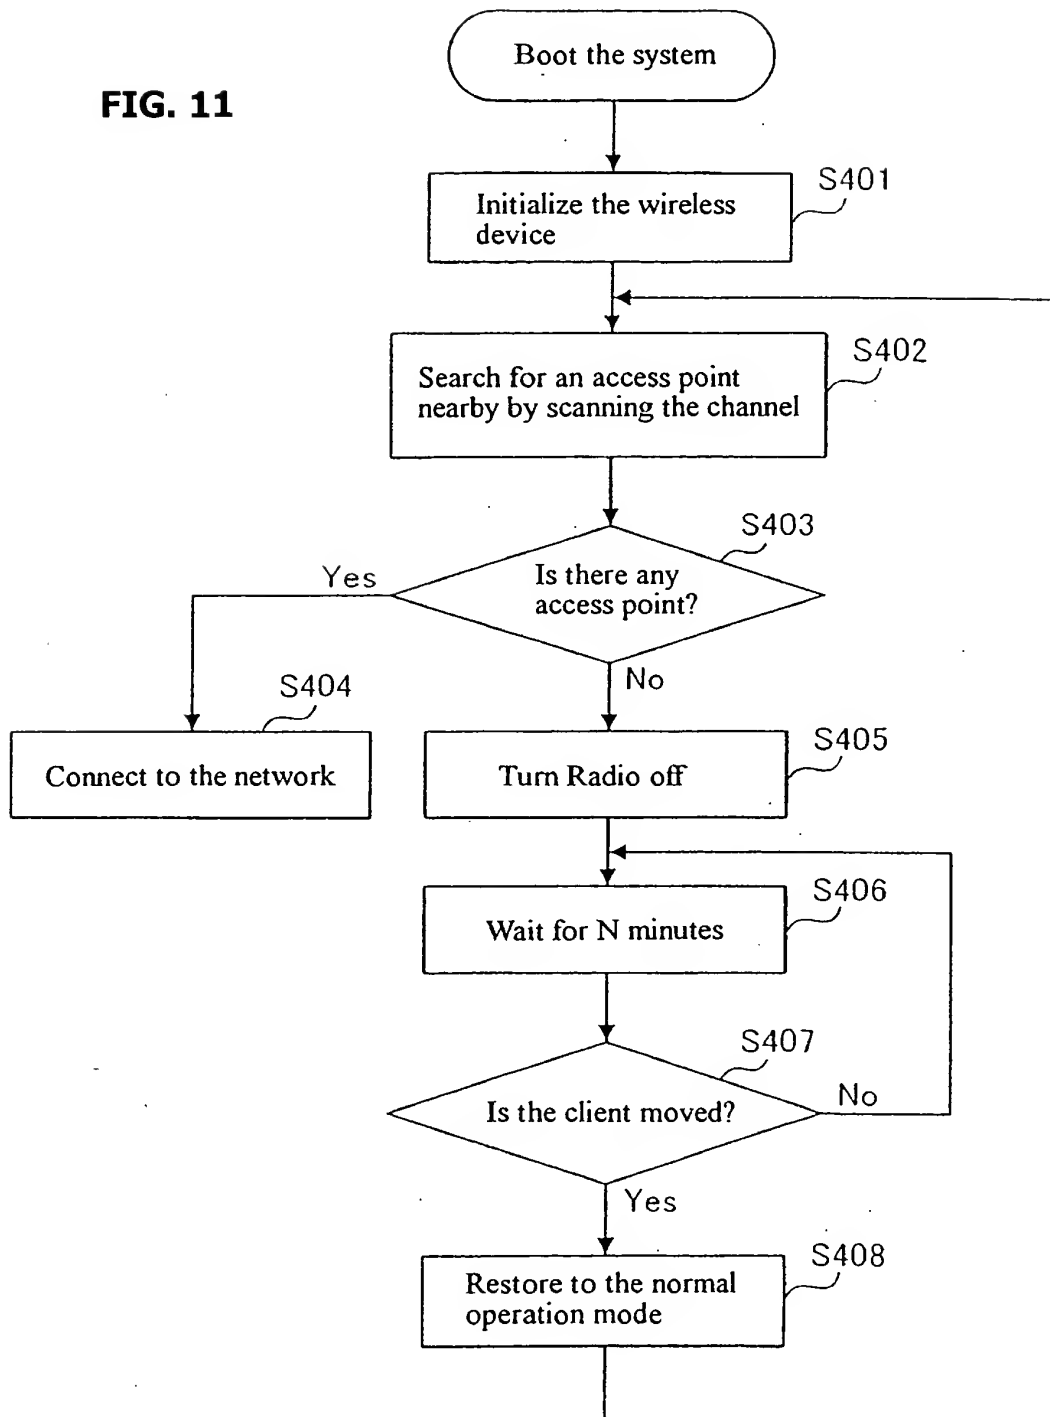 Boot the system
FIG. 11
S401
Initialize the wireless
device
S402
Search for an access point
nearby by scanning the channel
S403
Is there any
access point?
Yes
No
S404
Connect to the network
S405
Turn Radio off
S406
Wait for N minutes
S407
Is the client moved?
No
Yes
S408
Restore to the normal
operation mode